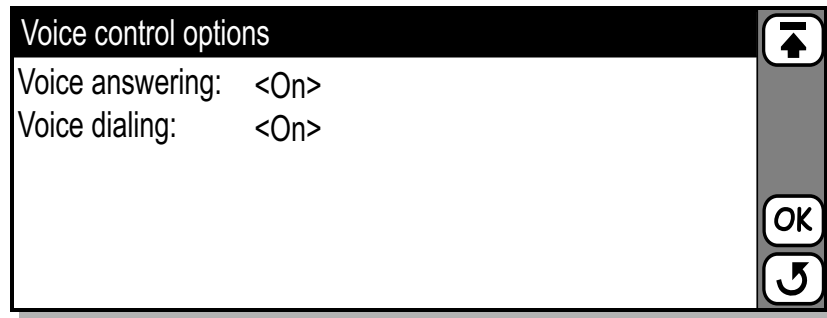 Voice control options
Voice answering: <On>
Voice dialing: <On>
OK